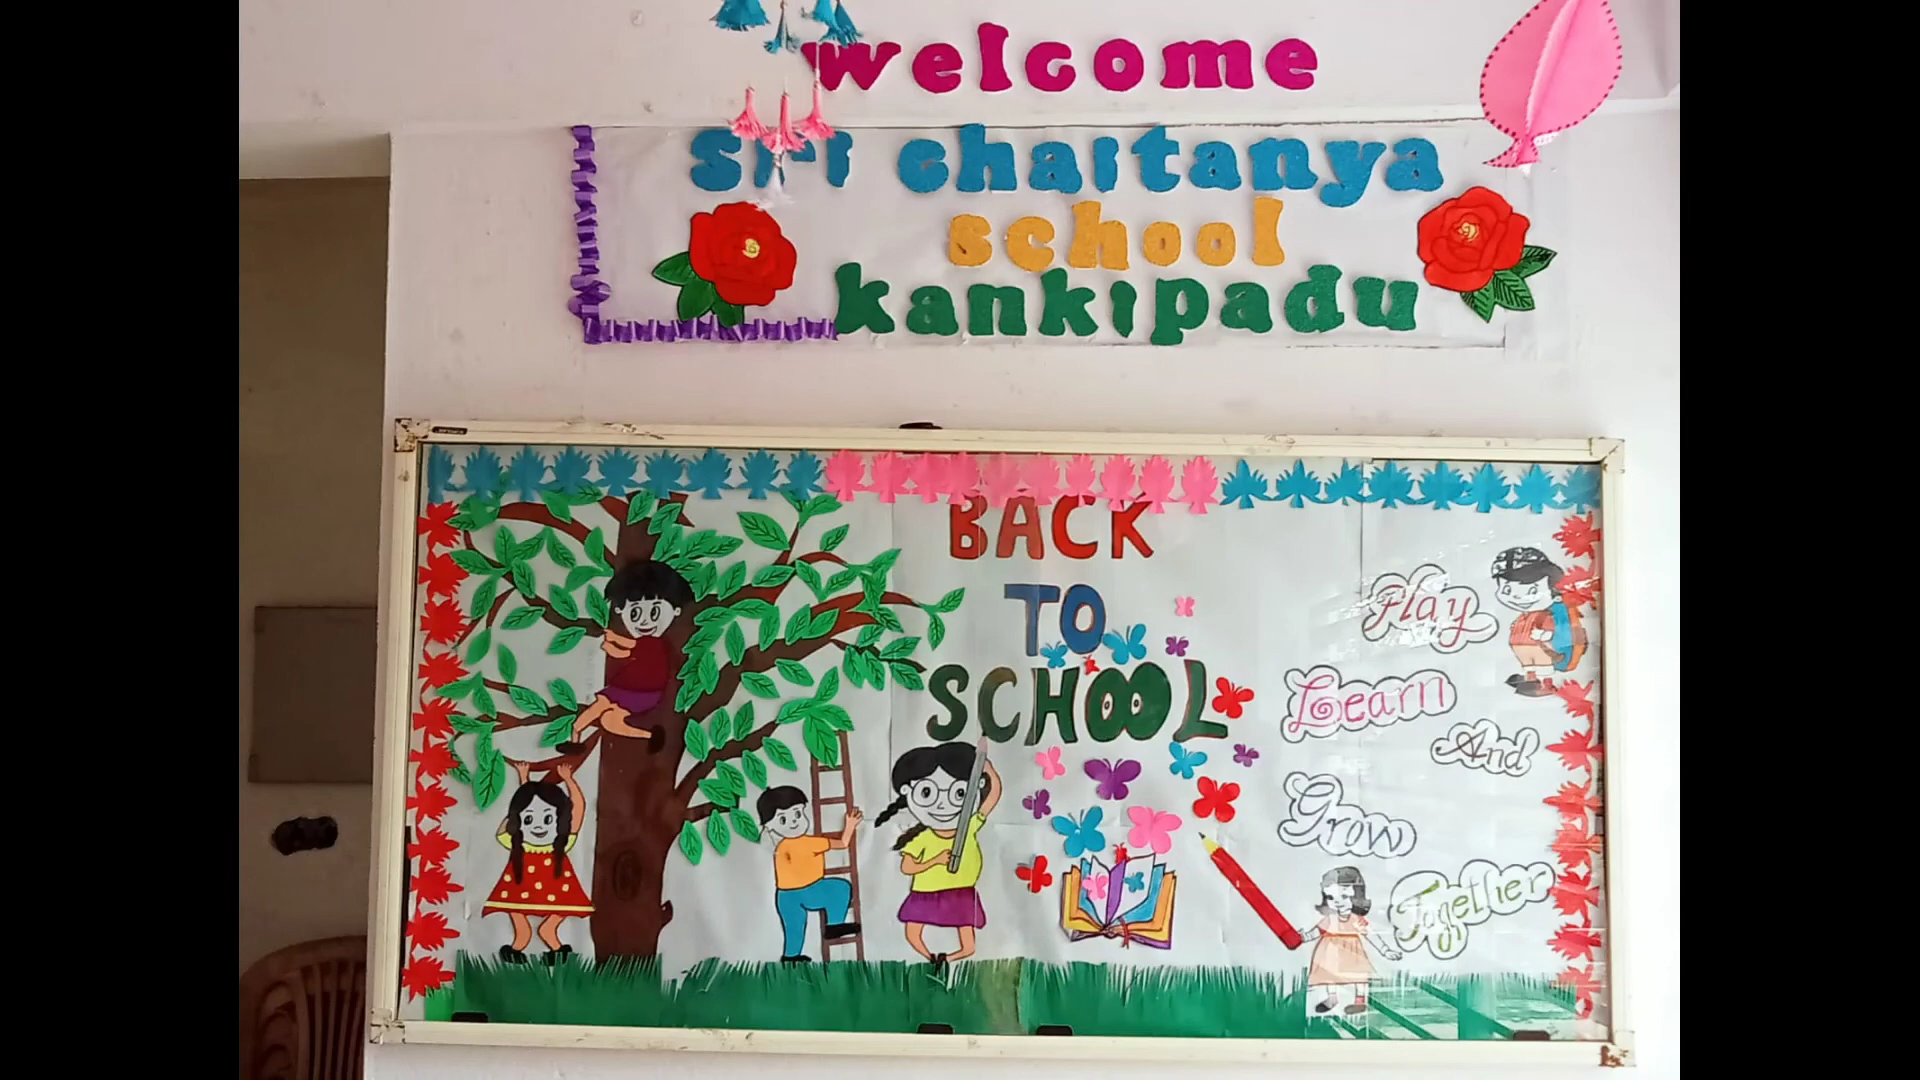 welcome
sri chaitanya
school
kankipadu
BACK
TO
SCHOOL
Play
Learn
And
Grow
Together